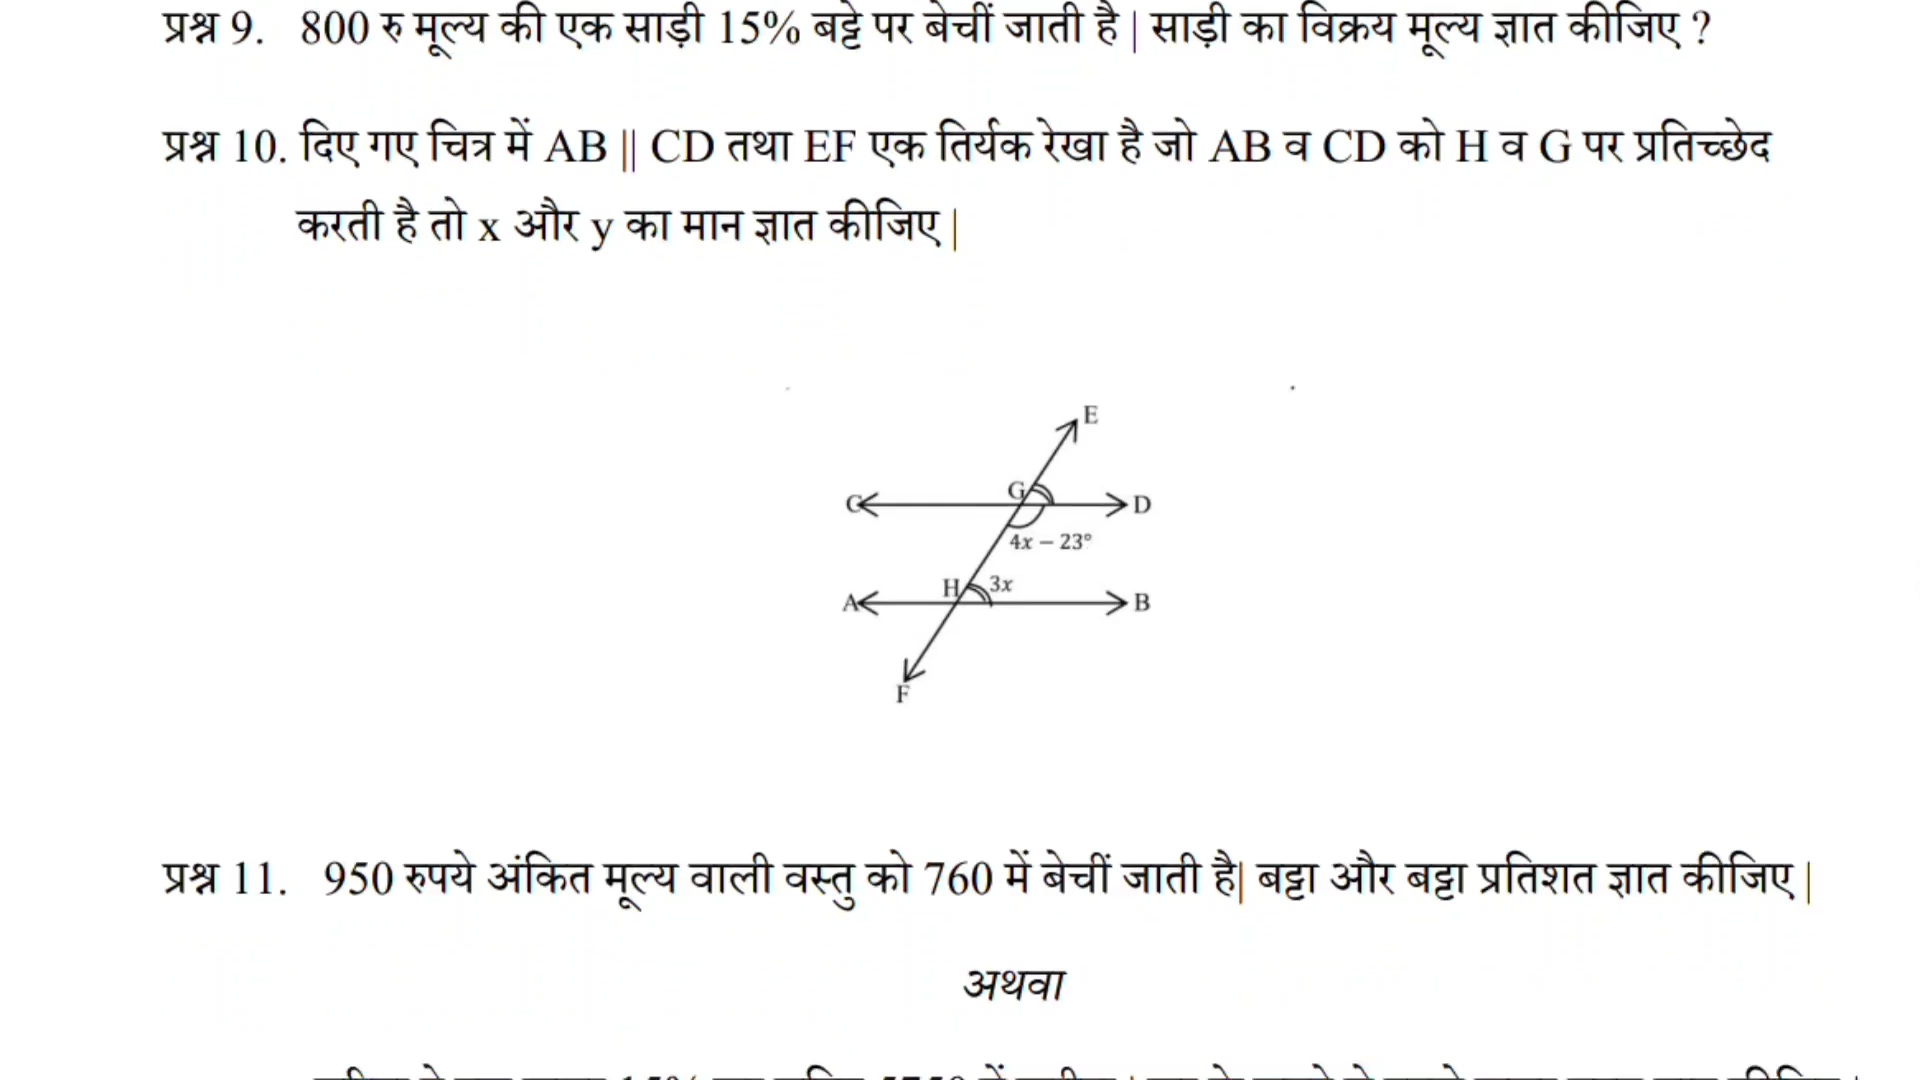 प्रश्न 9. 800 रु मूल्य की एक साड़ी 15% बट्टे पर बेचीं जाती है | साड़ी का विक्रय मूल्य ज्ञात कीजिए ?
प्रश्न 10. दिए गए चित्र में AB || CD तथा EF एक तिर्यक रेखा है जो AB व CD को H व G पर प्रतिच्छेद
करती है तो x और y का मान ज्ञात कीजिए |
E
C G D
4x – 23°
A H 3x B
F
प्रश्न 11. 950 रुपये अंकित मूल्य वाली वस्तु को 760 में बेचीं जाती है| बट्टा और बट्टा प्रतिशत ज्ञात कीजिए |
अथवा